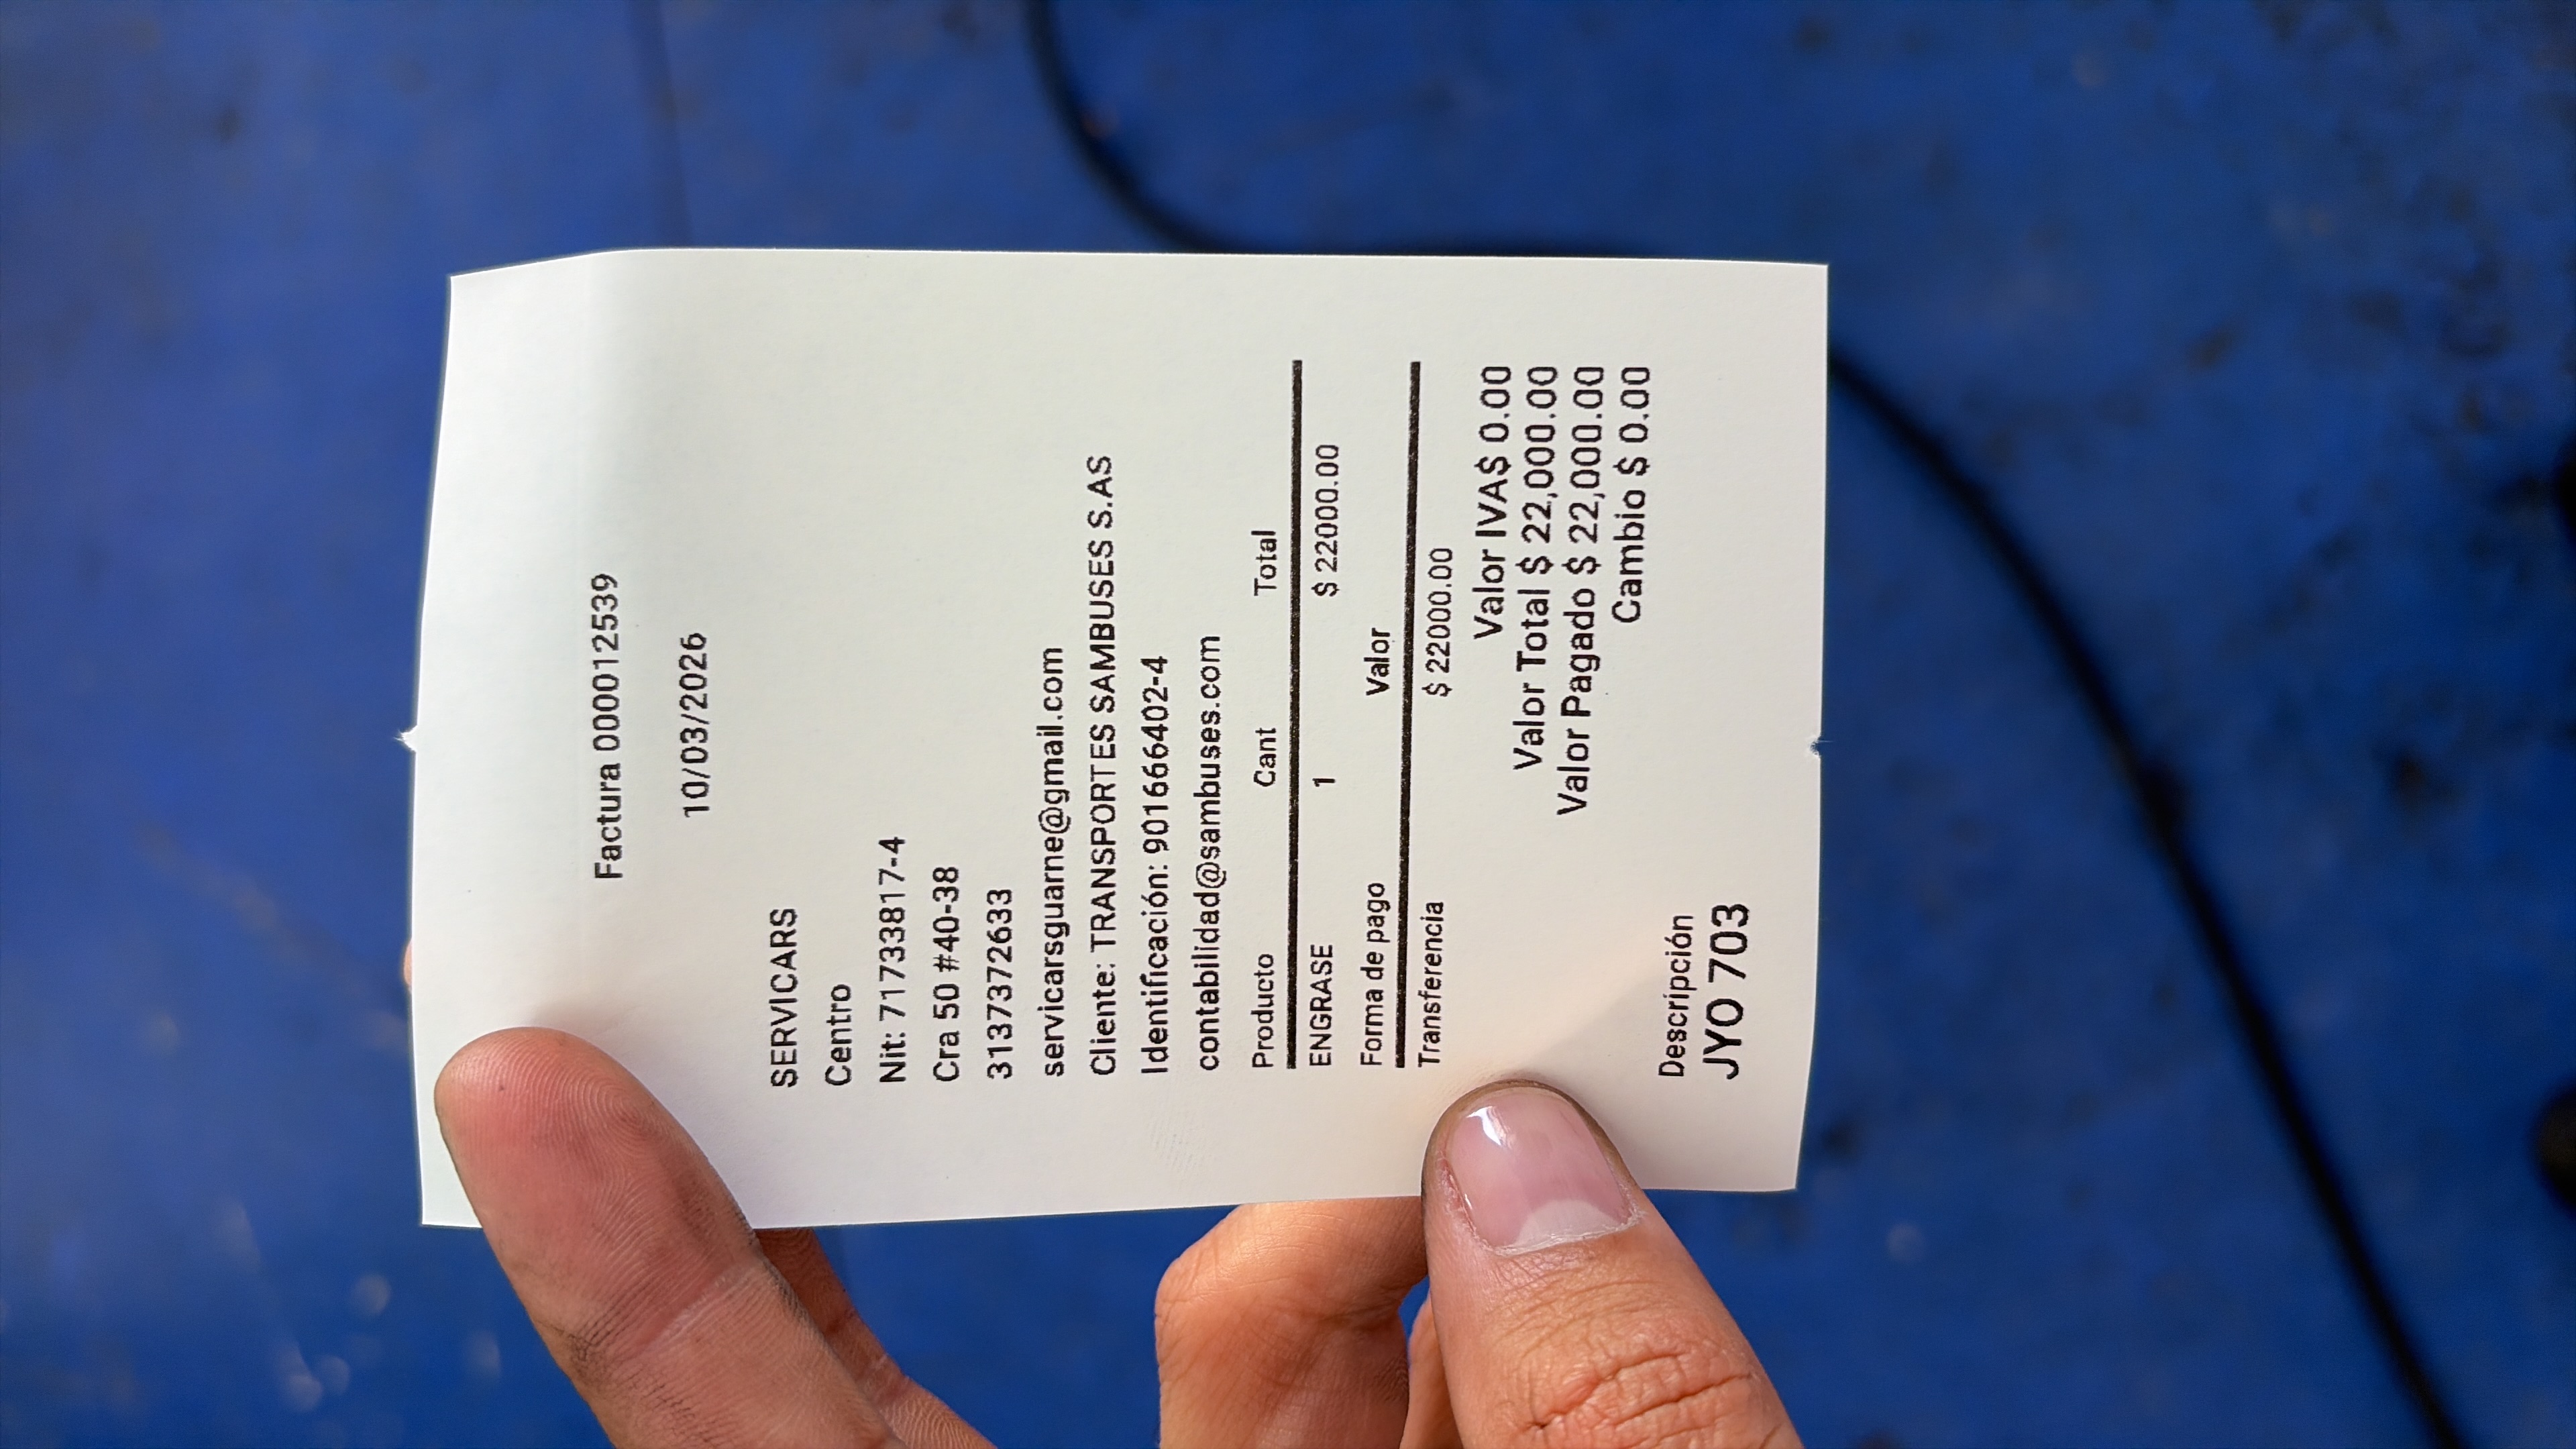 Factura 0000012539
10/03/2026
SERVICARS
Centro
Nit: 71733817-4
Cra 50 #40-38
3137372633
servicarsguarne@gmail.com
Cliente: TRANSPORTES SAMBUSES S.AS
Identificación: 901666402-4
contabilidad@sambuses.com
Producto Cant Total
ENGRASE 1 $ 22000.00
Forma de pago Valor
Transferencia $ 22000.00
Valor IVA$ 0.00
Valor Total $ 22,000.00
Valor Pagado $ 22,000.00
Cambio $ 0.00
Descripción
JYO 703